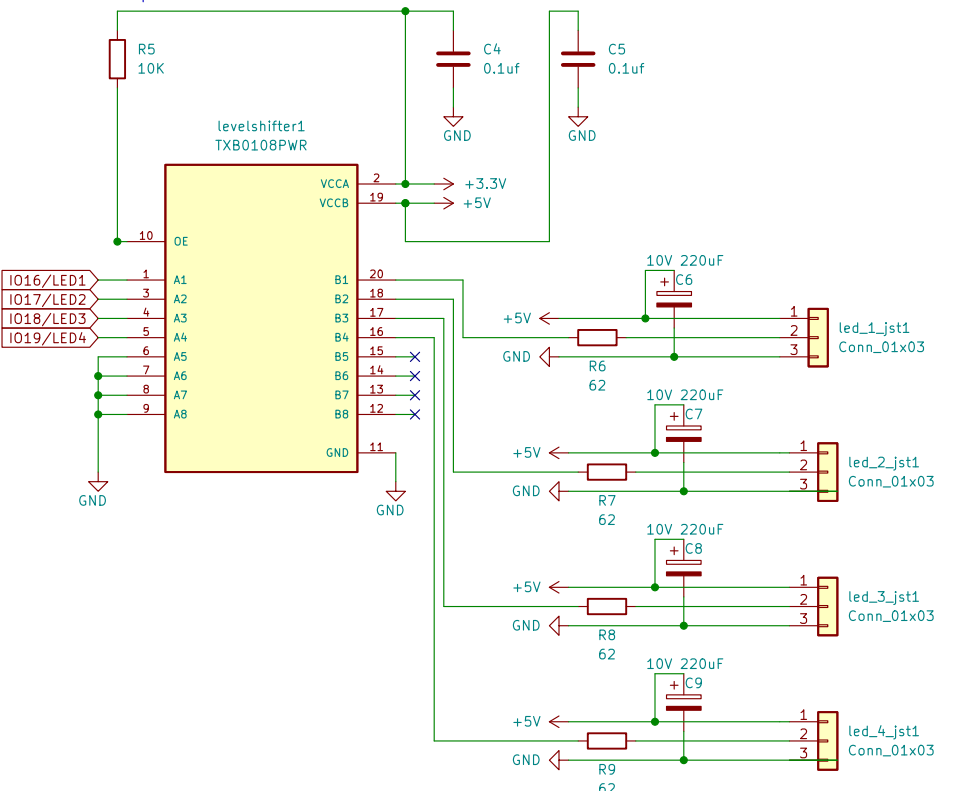 R5
10K
C4
0.1uf
C5
0.1uf
GND
GND
levelshifter1
TXB0108PWR
VCCA
2
+3.3V
VCCB
19
+5V
10
OE
IO16/LED1
1
A1
B1
20
IO17/LED2
3
A2
B2
18
IO18/LED3
4
A3
B3
17
IO19/LED4
5
A4
B4
16
6
A5
B5
15
7
A6
B6
14
8
A7
B7
13
9
A8
B8
12
GND
11
GND
GND
10V 220uF
+
C6
+5V
1
2
3
led_1_jst1
Conn_01x03
GND
R6
62
10V 220uF
+
C7
+5V
1
2
3
led_2_jst1
Conn_01x03
GND
R7
62
10V 220uF
+
C8
+5V
1
2
3
led_3_jst1
Conn_01x03
GND
R8
62
10V 220uF
+
C9
+5V
1
2
3
led_4_jst1
Conn_01x03
GND
R9
62